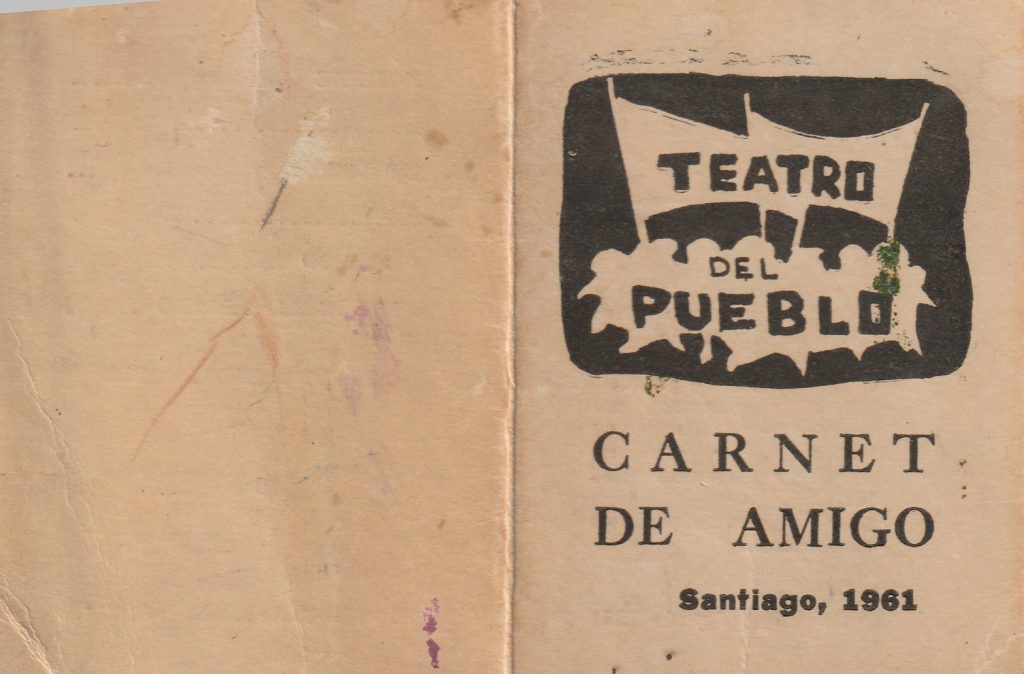 TEATRO
DEL
PUEBLO
CARNET
DE AMIGO
Santiago, 1961